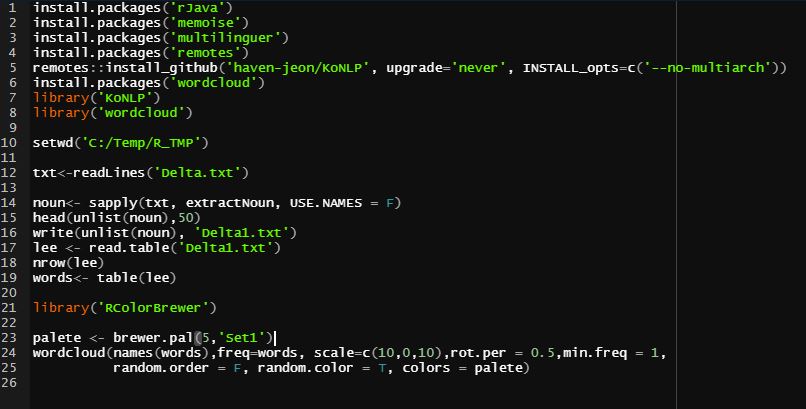 1 install.packages('rJava')
2 install.packages('memoise')
3 install.packages('multilinguer')
4 install.packages('remotes')
5 remotes::install_github('haven-jeon/KoNLP', upgrade='never', INSTALL_opts=c('--no-multiarch'))
6 install.packages('wordcloud')
7 library('KoNLP')
8 library('wordcloud')
9
10 setwd('C:/Temp/R_TMP')
11
12 txt<-readLines('Delta.txt')
13
14 noun<- sapply(txt, extractNoun, USE.NAMES = F)
15 head(unlist(noun),50)
16 write(unlist(noun), 'Delta1.txt')
17 lee <- read.table('Delta1.txt')
18 nrow(lee)
19 words<- table(lee)
20
21 library('RColorBrewer')
22
23 palete <- brewer.pal(5,'Set1')
24 wordcloud(names(words),freq=words, scale=c(10,0,10),rot.per = 0.5,min.freq = 1,
25 random.order = F, random.color = T, colors = palete)
26